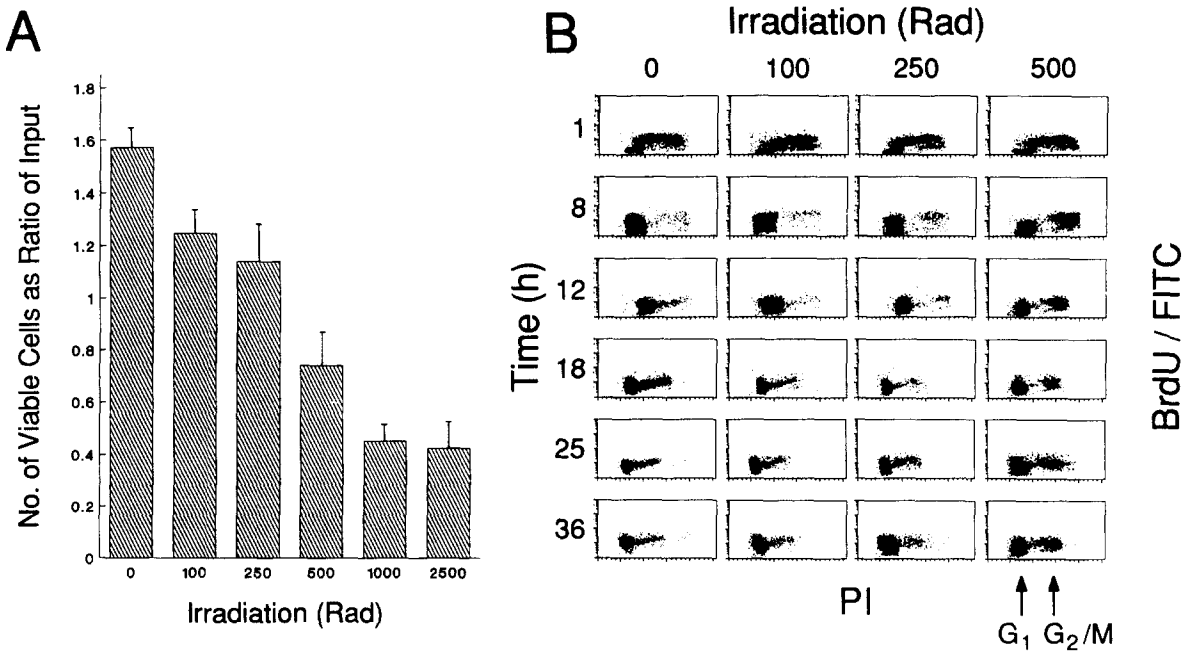 A
No. of Viable Cells as Ratio of Input
1.8
1.6
1.4
1.2
1
0.8
0.6
0.4
0.2
0
0 100 250 500 1000 2500
Irradiation (Rad)
B
Irradiation (Rad)
0 100 250 500
Time (h)
1
8
12
18
25
36
BrdU / FITC
PI
G1 G2/M